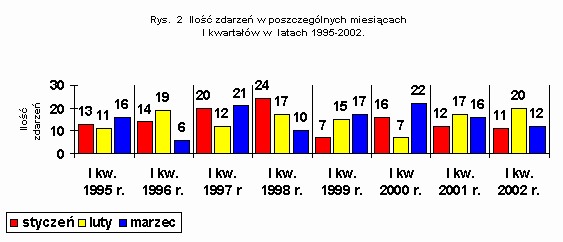 Rys. 2 Ilość zdarzeń w poszczególnych miesiącach
I kwartałów w latach 1995-2002.
Ilość
zdarzeń
30
20
10
0
13 11 16 14 19 6 20 12 21 24 17 10 7 15 17 16 7 22 12 17 16 11 20 12
I kw. I kw. I kw. I kw. I kw. I kw I kw. I kw.
1995 r. 1996 r. 1997 r 1998 r. 1999 r. 2000 r. 2001 r. 2002 r.
styczeń luty marzec